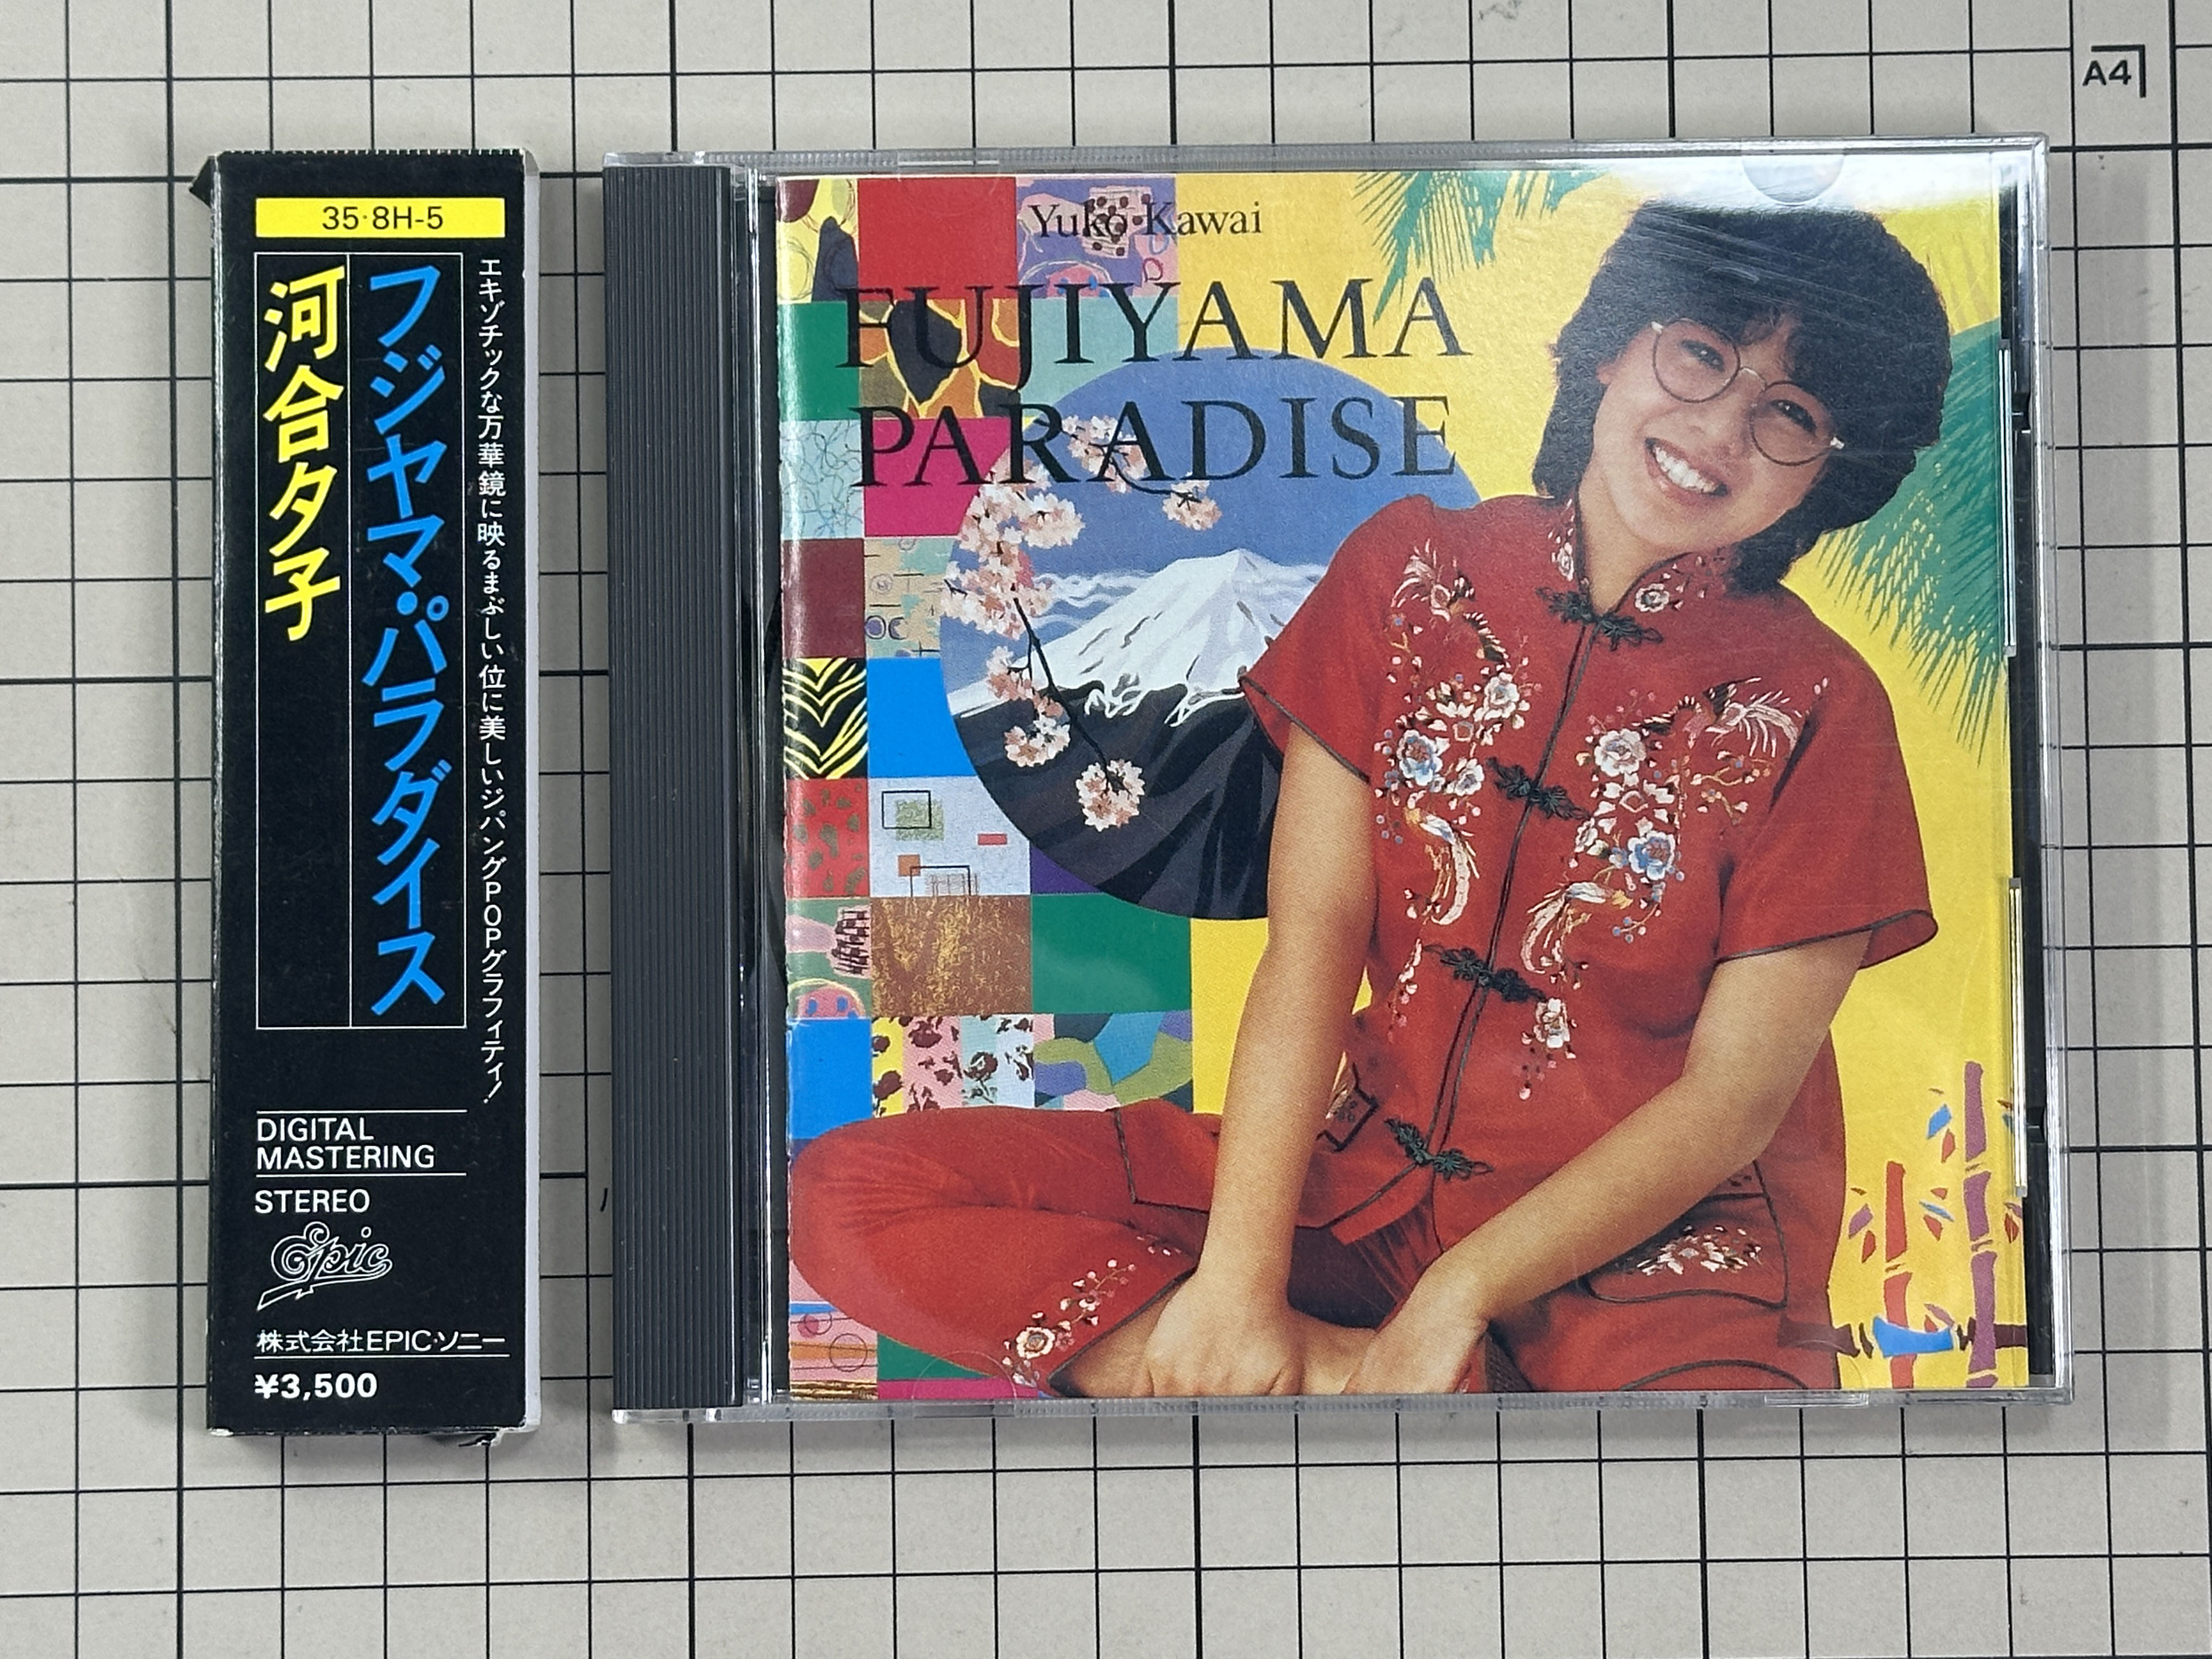 A4
35·8H-5
エキゾチックな万華鏡に映るまぶしい位に美しいジパングPOPグラフィティ!
フジヤマ・パラダイス
河合夕子
DIGITAL
MASTERING
STEREO
Epic
株式会社EPIC・ソニー
¥3,500
Yuko Kawai
FUJIYAMA
PARADISE